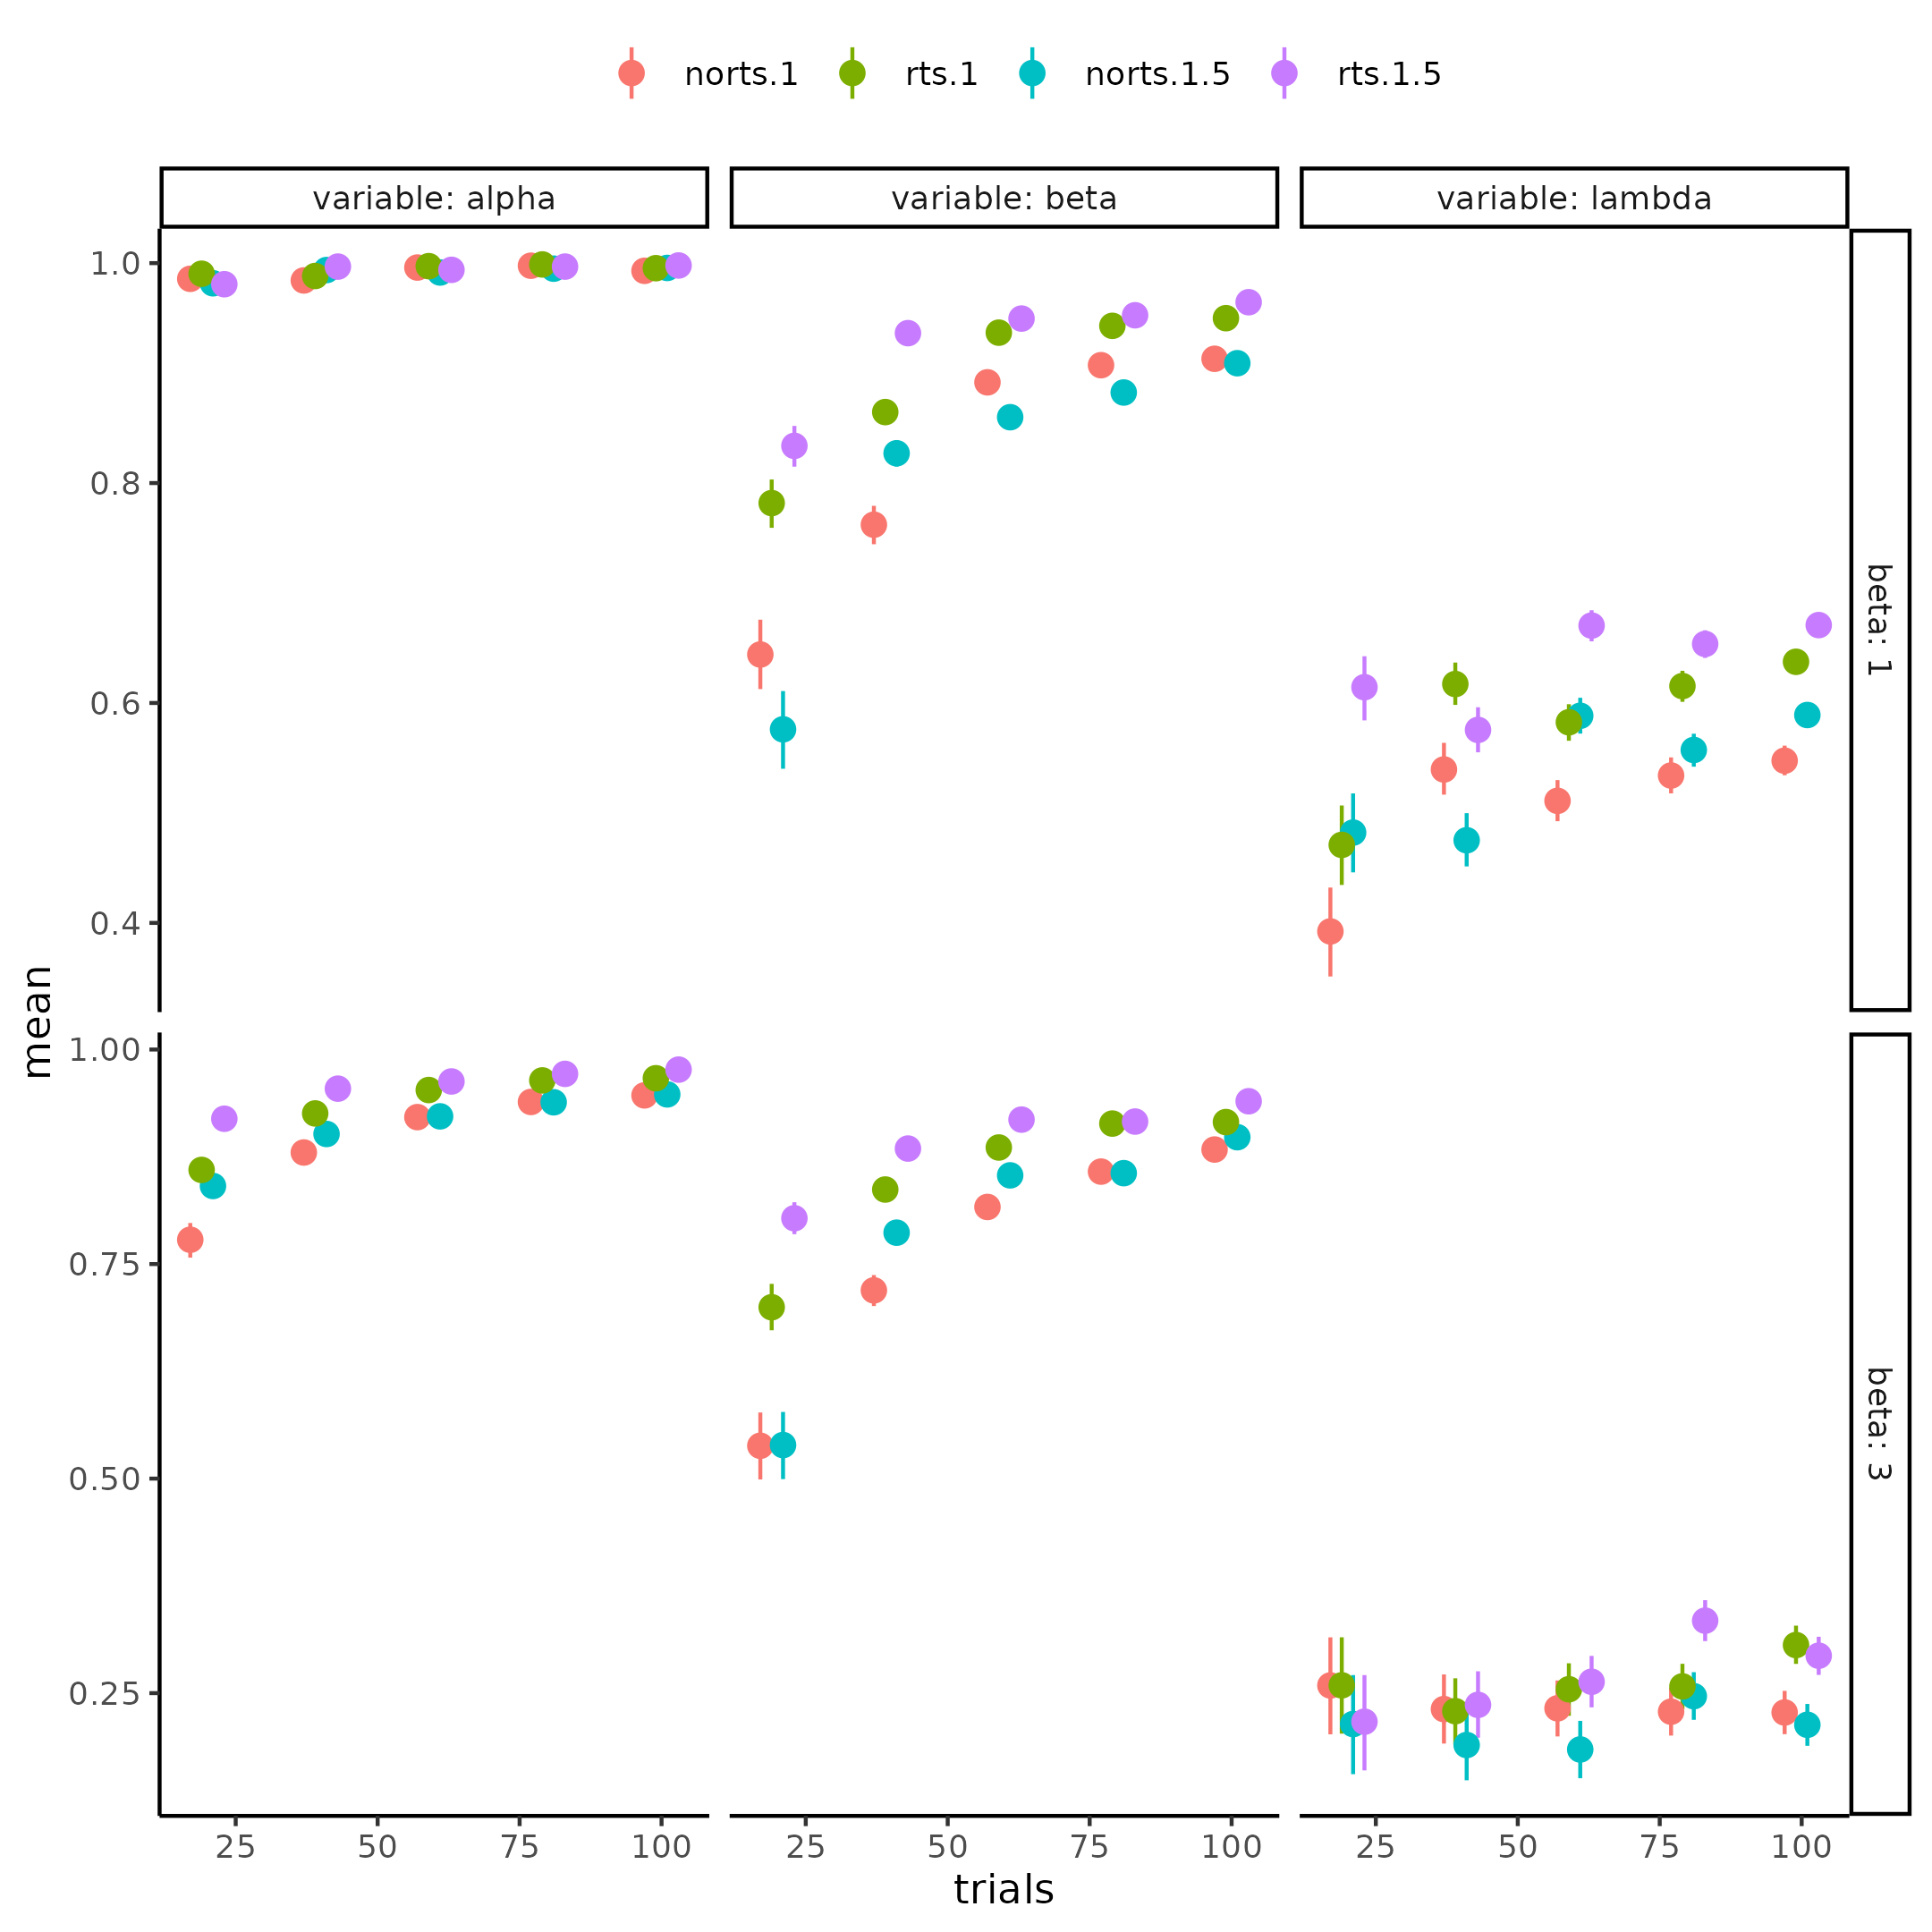 norts.1 rts.1 norts.1.5 rts.1.5
variable: alpha variable: beta variable: lambda
1.0
0.8
0.6
0.4
beta: 1
mean
1.00
0.75
0.50
0.25
beta: 3
25 50 75 100 25 50 75 100 25 50 75 100
trials